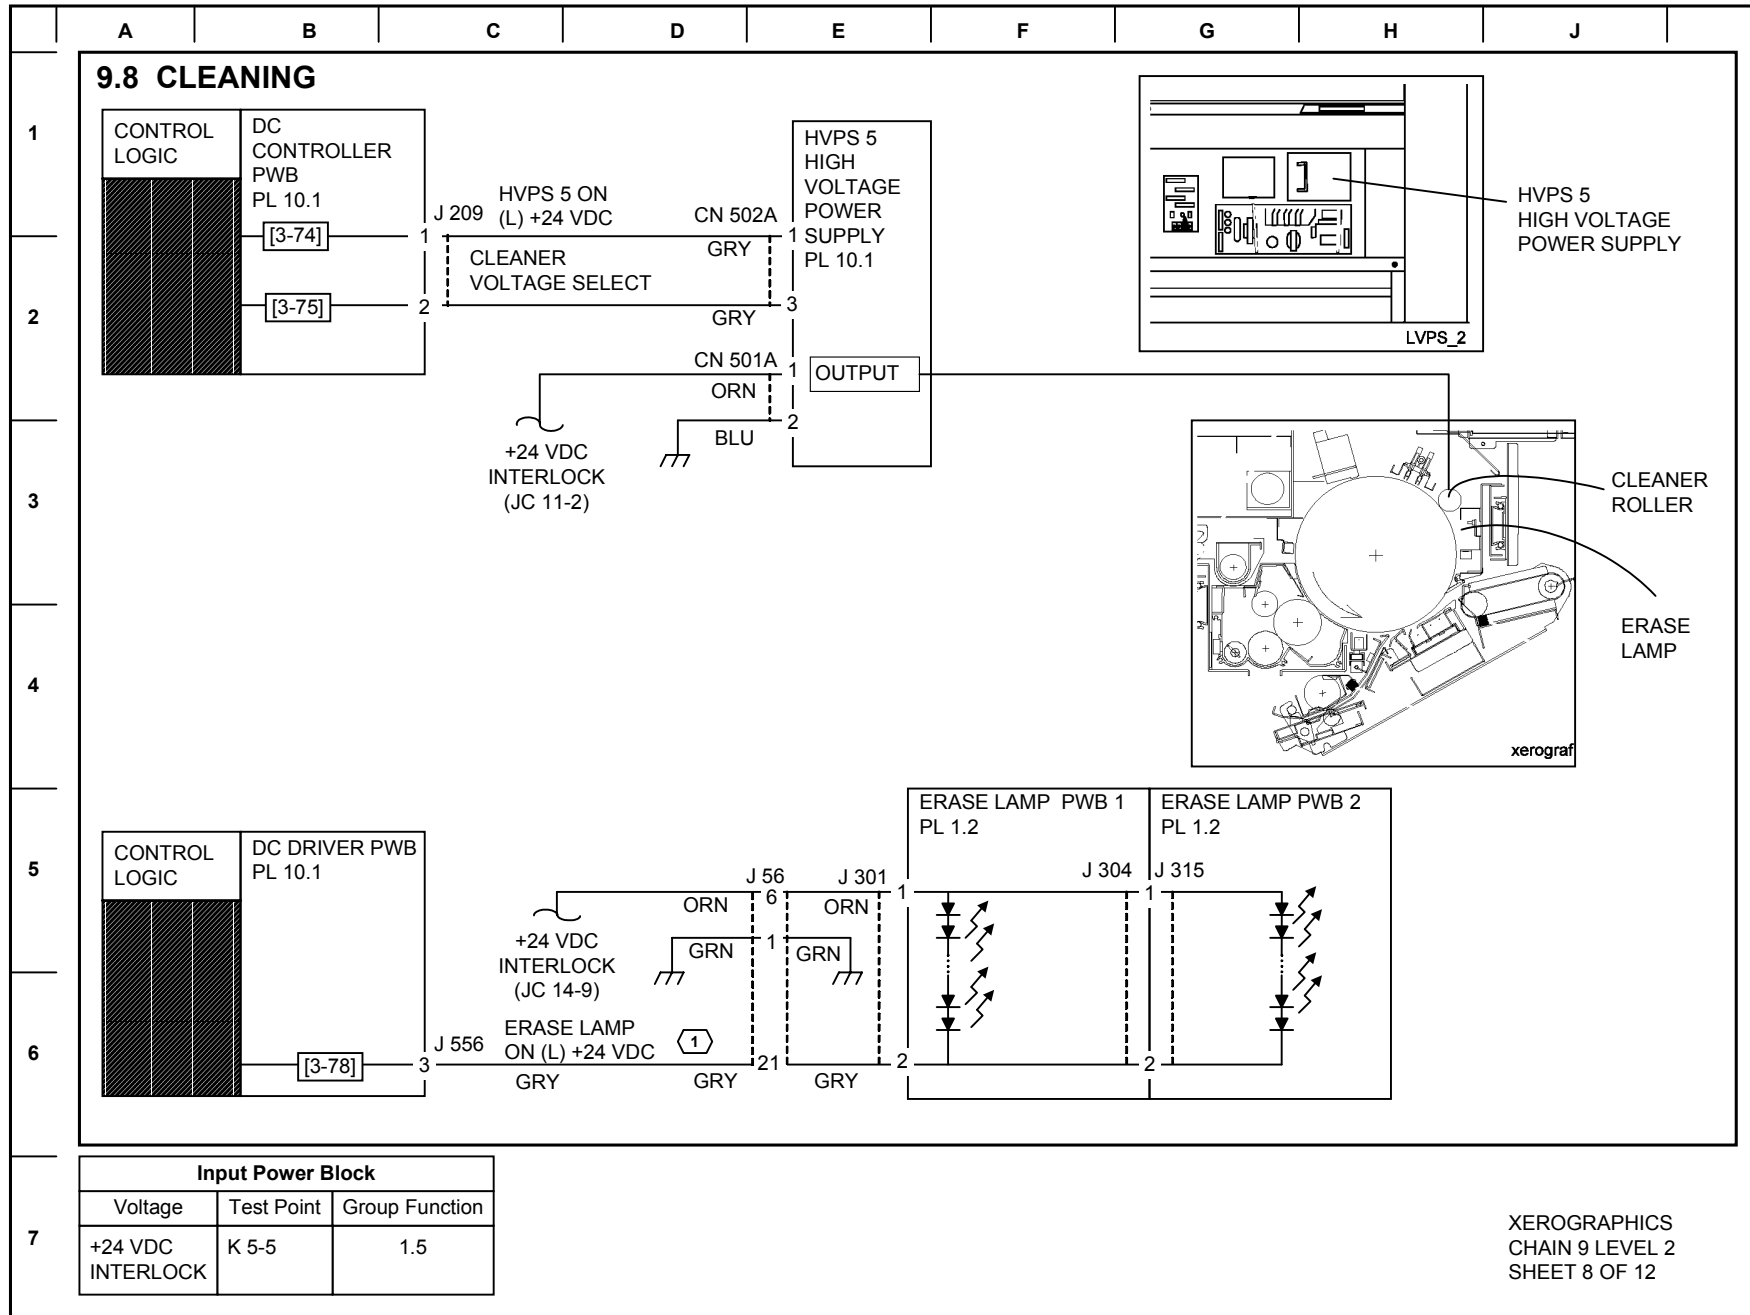 A B C D E F G H J
1
2
3
4
5
6
7
9.8 CLEANING
CONTROL
LOGIC
DC
CONTROLLER
PWB
PL 10.1
[3-74]
[3-75]
J 209
1
2
HVPS 5 ON
(L) +24 VDC
CLEANER
VOLTAGE SELECT
CN 502A
GRY
GRY
1
3
HVPS 5
HIGH
VOLTAGE
POWER
SUPPLY
PL 10.1
CN 501A
ORN
BLU
1
2
OUTPUT
+24 VDC
INTERLOCK
(JC 11-2)
HVPS 5
HIGH VOLTAGE
POWER SUPPLY
LVPS_2
CLEANER
ROLLER
ERASE
LAMP
xerograf
CONTROL
LOGIC
DC DRIVER PWB
PL 10.1
[3-78]
J 556
3
+24 VDC
INTERLOCK
(JC 14-9)
ERASE LAMP
ON (L) +24 VDC
1
GRY
GRY
ORN
GRN
J 56
6
1
21
J 301
ORN
GRN
GRY
1
2
ERASE LAMP PWB 1
PL 1.2
J 304
ERASE LAMP PWB 2
PL 1.2
J 315
1
2
Input Power Block
Voltage Test Point Group Function
+24 VDC K 5-5 1.5
INTERLOCK
XEROGRAPHICS
CHAIN 9 LEVEL 2
SHEET 8 OF 12